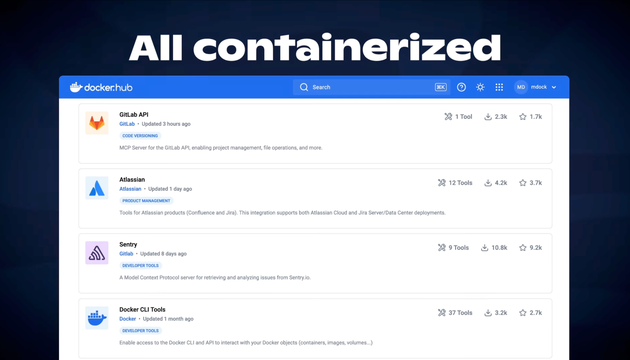 All containerized
docker.hub
Search
⌘K
MD
mdock
GitLab API
GitLab • Updated 3 hours ago
CODE VERSIONING
MCP Server for the GitLab API, enabling project management, file operations, and more.
1 Tool
2.3k
1.7k
Atlassian
Atlassian • Updated 1 day ago
PRODUCT MANAGEMENT
Tools for Atlassian products (Confluence and Jira). This integration supports both Atlassian Cloud and Jira Server/Data Center deployments.
12 Tools
4.2k
3.7k
Sentry
Gitlab • Updated 8 days ago
DEVELOPER TOOLS
A Model Context Protocol server for retrieving and analyzing issues from Sentry.io.
9 Tools
10.8k
9.2k
Docker CLI Tools
Docker • Updated 1 month ago
DEVELOPER TOOLS
Enable access to the Docker CLI and API to interact with your Docker objects (containers, images, volumes...)
37 Tools
3.2k
2.7k